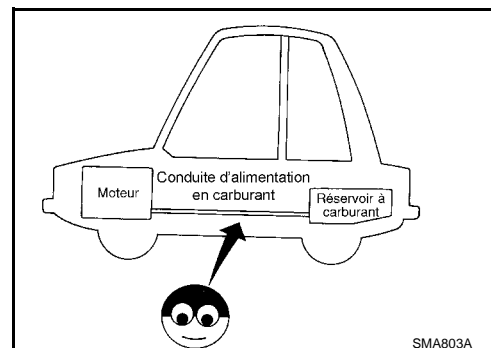 Conduite d'alimentation
en carburant
Moteur
Réservoir à
carburant
SMA803A